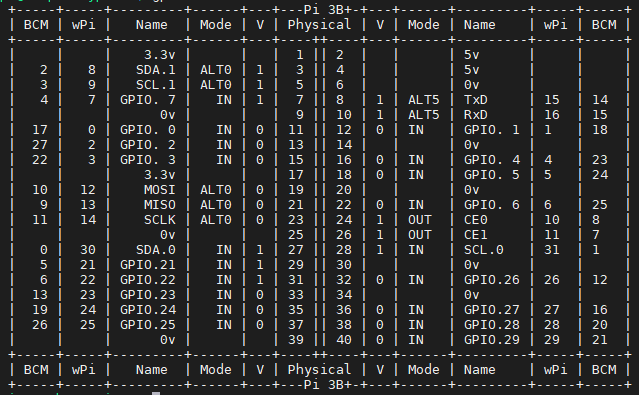 +-----+-----+---------+------+---+---Pi 3B+-+---+------+---------+-----+-----+
| BCM | wPi |   Name  | Mode | V | Physical | V | Mode | Name    | wPi | BCM |
+-----+-----+---------+------+---+----++----+---+------+---------+-----+-----+
|     |     |    3.3v |      |   |  1 || 2  |   |      | 5v      |     |     |
|   2 |   8 |   SDA.1 | ALT0 | 1 |  3 || 4  |   |      | 5v      |     |     |
|   3 |   9 |   SCL.1 | ALT0 | 1 |  5 || 6  |   |      | 0v      |     |     |
|   4 |   7 | GPIO. 7 |   IN | 1 |  7 || 8  | 1 | ALT5 | TxD     | 15  | 14  |
|     |     |      0v |      |   |  9 || 10 | 1 | ALT5 | RxD     | 16  | 15  |
|  17 |   0 | GPIO. 0 |   IN | 0 | 11 || 12 | 0 | IN   | GPIO. 1 | 1   | 18  |
|  27 |   2 | GPIO. 2 |   IN | 0 | 13 || 14 |   |      | 0v      |     |     |
|  22 |   3 | GPIO. 3 |   IN | 0 | 15 || 16 | 0 | IN   | GPIO. 4 | 4   | 23  |
|     |     |    3.3v |      |   | 17 || 18 | 0 | IN   | GPIO. 5 | 5   | 24  |
|  10 |  12 |    MOSI | ALT0 | 0 | 19 || 20 |   |      | 0v      |     |     |
|   9 |  13 |    MISO | ALT0 | 0 | 21 || 22 | 0 | IN   | GPIO. 6 | 6   | 25  |
|  11 |  14 |    SCLK | ALT0 | 0 | 23 || 24 | 1 | OUT  | CE0     | 10  | 8   |
|     |     |      0v |      |   | 25 || 26 | 1 | OUT  | CE1     | 11  | 7   |
|   0 |  30 |   SDA.0 |   IN | 1 | 27 || 28 | 1 | IN   | SCL.0   | 31  | 1   |
|   5 |  21 | GPIO.21 |   IN | 1 | 29 || 30 |   |      | 0v      |     |     |
|   6 |  22 | GPIO.22 |   IN | 1 | 31 || 32 | 0 | IN   | GPIO.26 | 26  | 12  |
|  13 |  23 | GPIO.23 |   IN | 0 | 33 || 34 |   |      | 0v      |     |     |
|  19 |  24 | GPIO.24 |   IN | 0 | 35 || 36 | 0 | IN   | GPIO.27 | 27  | 16  |
|  26 |  25 | GPIO.25 |   IN | 0 | 37 || 38 | 0 | IN   | GPIO.28 | 28  | 20  |
|     |     |      0v |      |   | 39 || 40 | 0 | IN   | GPIO.29 | 29  | 21  |
+-----+-----+---------+------+---+----++----+---+------+---------+-----+-----+
| BCM | wPi |   Name  | Mode | V | Physical | V | Mode | Name    | wPi | BCM |
+-----+-----+---------+------+---+---Pi 3B+-+---+------+---------+-----+-----+